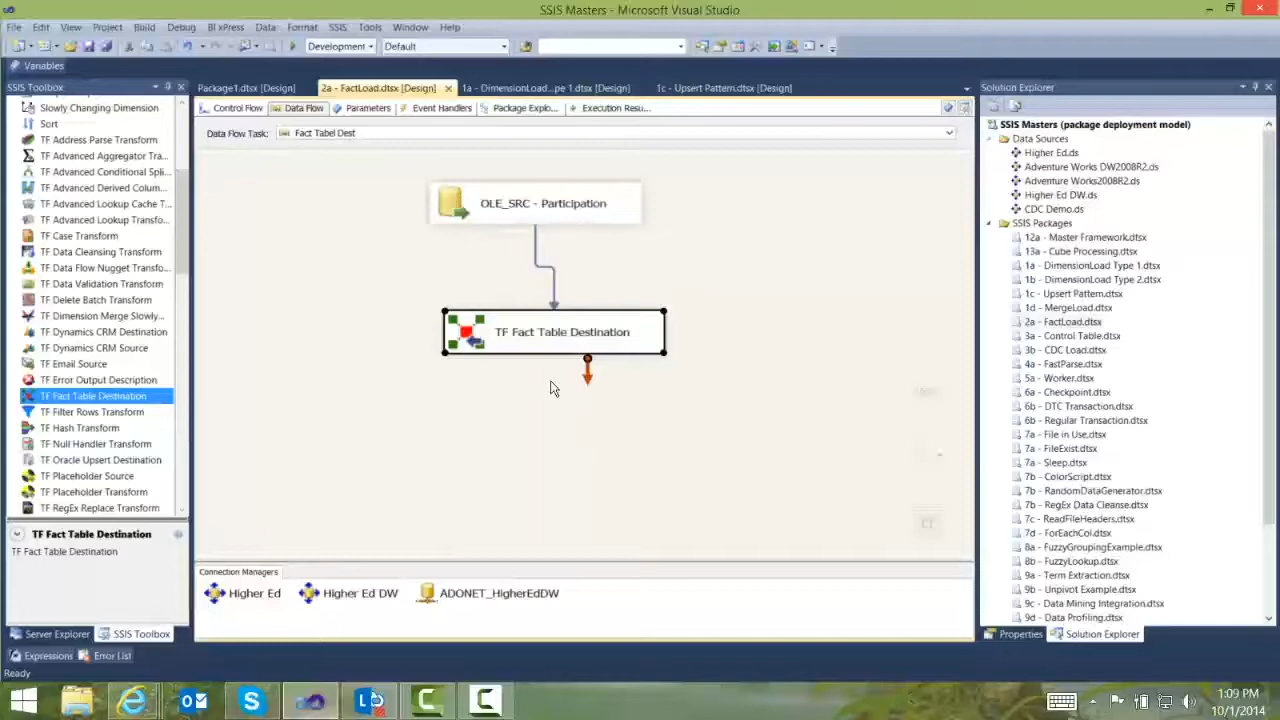 SSIS Masters - Microsoft Visual Studio
File Edit View Project Build Debug BI xPress Data Format SSIS Tools Window Help
Development Default
Variables
SSIS Toolbox
Package1.dtsx [Design] 2a - FactLoad.dtsx [Design] 1a - DimensionLoad...pe 1.dtsx [Design] 1c - Upsert Pattern.dtsx [Design]
Control Flow Data Flow Parameters Event Handlers Package Explo... Execution Resu...
Data Flow Task: Fact Tabel Dest
Slowly Changing Dimension
Sort
TF Address Parse Transform
TF Advanced Aggregator Tra...
TF Advanced Conditional Spli...
TF Advanced Derived Colum...
TF Advanced Lookup Cache T...
TF Advanced Lookup Transfo...
TF Case Transform
TF Data Cleansing Transform
TF Data Flow Nugget Transfo...
TF Data Validation Transform
TF Delete Batch Transform
TF Dimension Merge Slowly...
TF Dynamics CRM Destination
TF Dynamics CRM Source
TF Email Source
TF Error Output Description
TF Fact Table Destination
TF Filter Rows Transform
TF Hash Transform
TF Null Handler Transform
TF Oracle Upsert Destination
TF Placeholder Source
TF Placeholder Transform
TF RegEx Replace Transform
TF Fact Table Destination
TF Fact Table Destination
Server Explorer SSIS Toolbox
OLE_SRC - Participation
TF Fact Table Destination
Connection Managers
Higher Ed Higher Ed DW ADONET_HigherEdDW
Solution Explorer
SSIS Masters (package deployment model)
Data Sources
Higher Ed.ds
Adventure Works DW2008R2.ds
Adventure Works2008R2.ds
Higher Ed DW.ds
CDC Demo.ds
SSIS Packages
12a - Master Framework.dtsx
13a - Cube Processing.dtsx
1a - DimensionLoad Type 1.dtsx
1b - DimensionLoad Type 2.dtsx
1c - Upsert Pattern.dtsx
1d - MergeLoad.dtsx
2a - FactLoad.dtsx
3a - Control Table.dtsx
3b - CDC Load.dtsx
4a - FastParse.dtsx
5a - Worker.dtsx
6a - Checkpoint.dtsx
6b - DTC Transaction.dtsx
6b - Regular Transaction.dtsx
7a - File in Use.dtsx
7a - FileExist.dtsx
7a - Sleep.dtsx
7b - ColorScript.dtsx
7b - RandomDataGenerator.dtsx
7b - RegEx Data Cleanse.dtsx
7c - ReadFileHeaders.dtsx
7d - ForEachCol.dtsx
8a - FuzzyGroupingExample.dtsx
8b - FuzzyLookup.dtsx
9a - Term Extraction.dtsx
9b - Unpivot Example.dtsx
9c - Data Mining Integration.dtsx
9d - Data Profiling.dtsx
Properties Solution Explorer
Expressions Error List
Ready
1:09 PM
10/1/2014